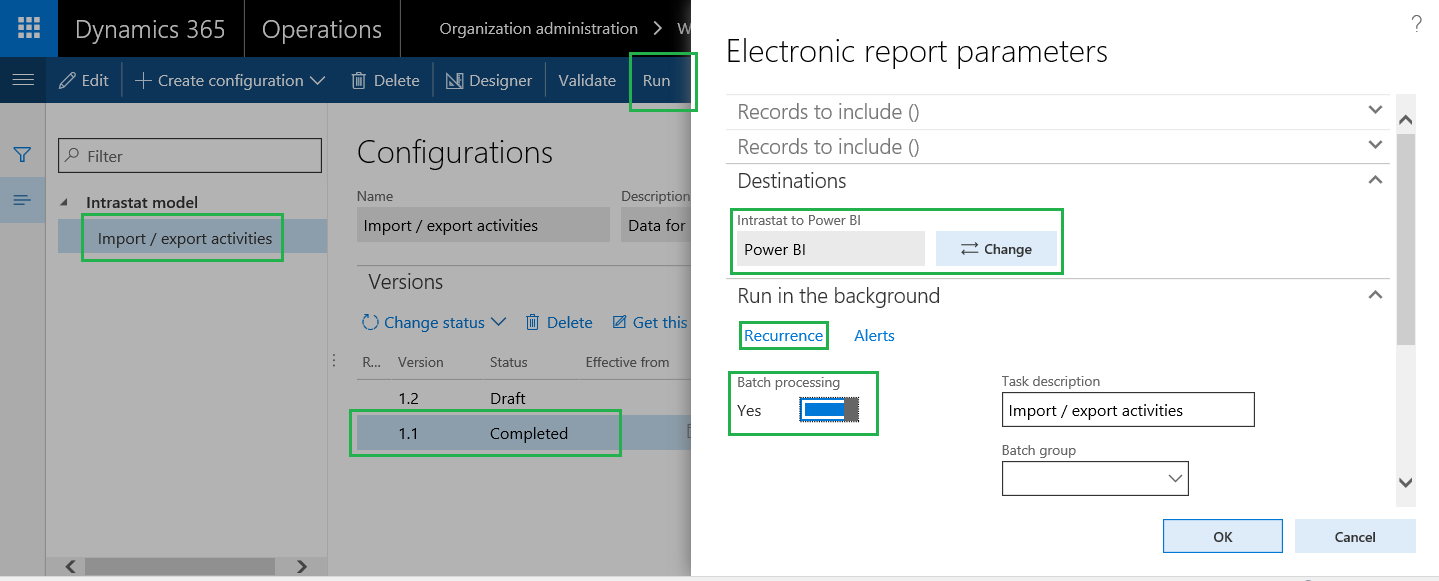 Dynamics 365
Operations
Organization administration > W
Edit
Create configuration
Delete
Designer
Validate
Run
Filter
Intrastat model
Import / export activities
Configurations
Name
Description
Import / export activities
Data for
Versions
Change status
Delete
Get this
R...
Version
Status
Effective from
1.2
Draft
1.1
Completed
?
Electronic report parameters
Records to include ()
Records to include ()
Destinations
Intrastat to Power BI
Power BI
Change
Run in the background
Recurrence
Alerts
Batch processing
Yes
Task description
Import / export activities
Batch group
OK
Cancel